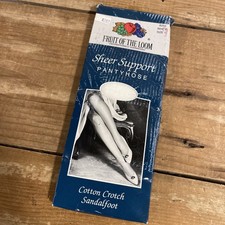 FRUIT OF THE LOOM
Sheer Support
PANTYHOSE
Cotton Crotch
Sandalfoot